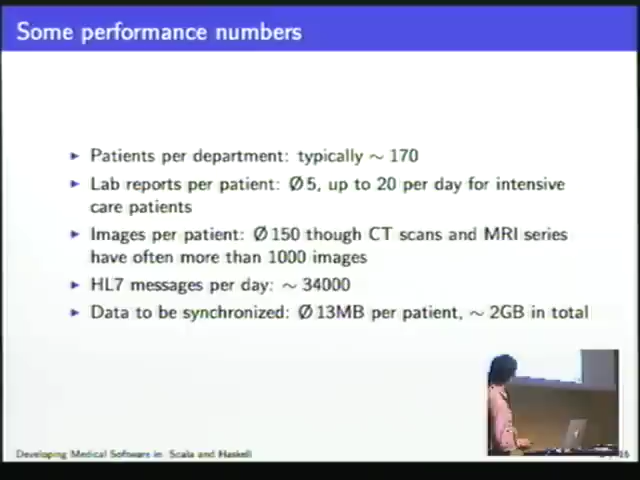 Some performance numbers
▶ Patients per department: typically ∼ 170
▶ Lab reports per patient: Ø 5, up to 20 per day for intensive
care patients
▶ Images per patient: Ø 150 though CT scans and MRI series
have often more than 1000 images
▶ HL7 messages per day: ∼ 34000
▶ Data to be synchronized: Ø 13MB per patient, ∼ 2GB in total
Developing Medical Software in Scala and Haskell